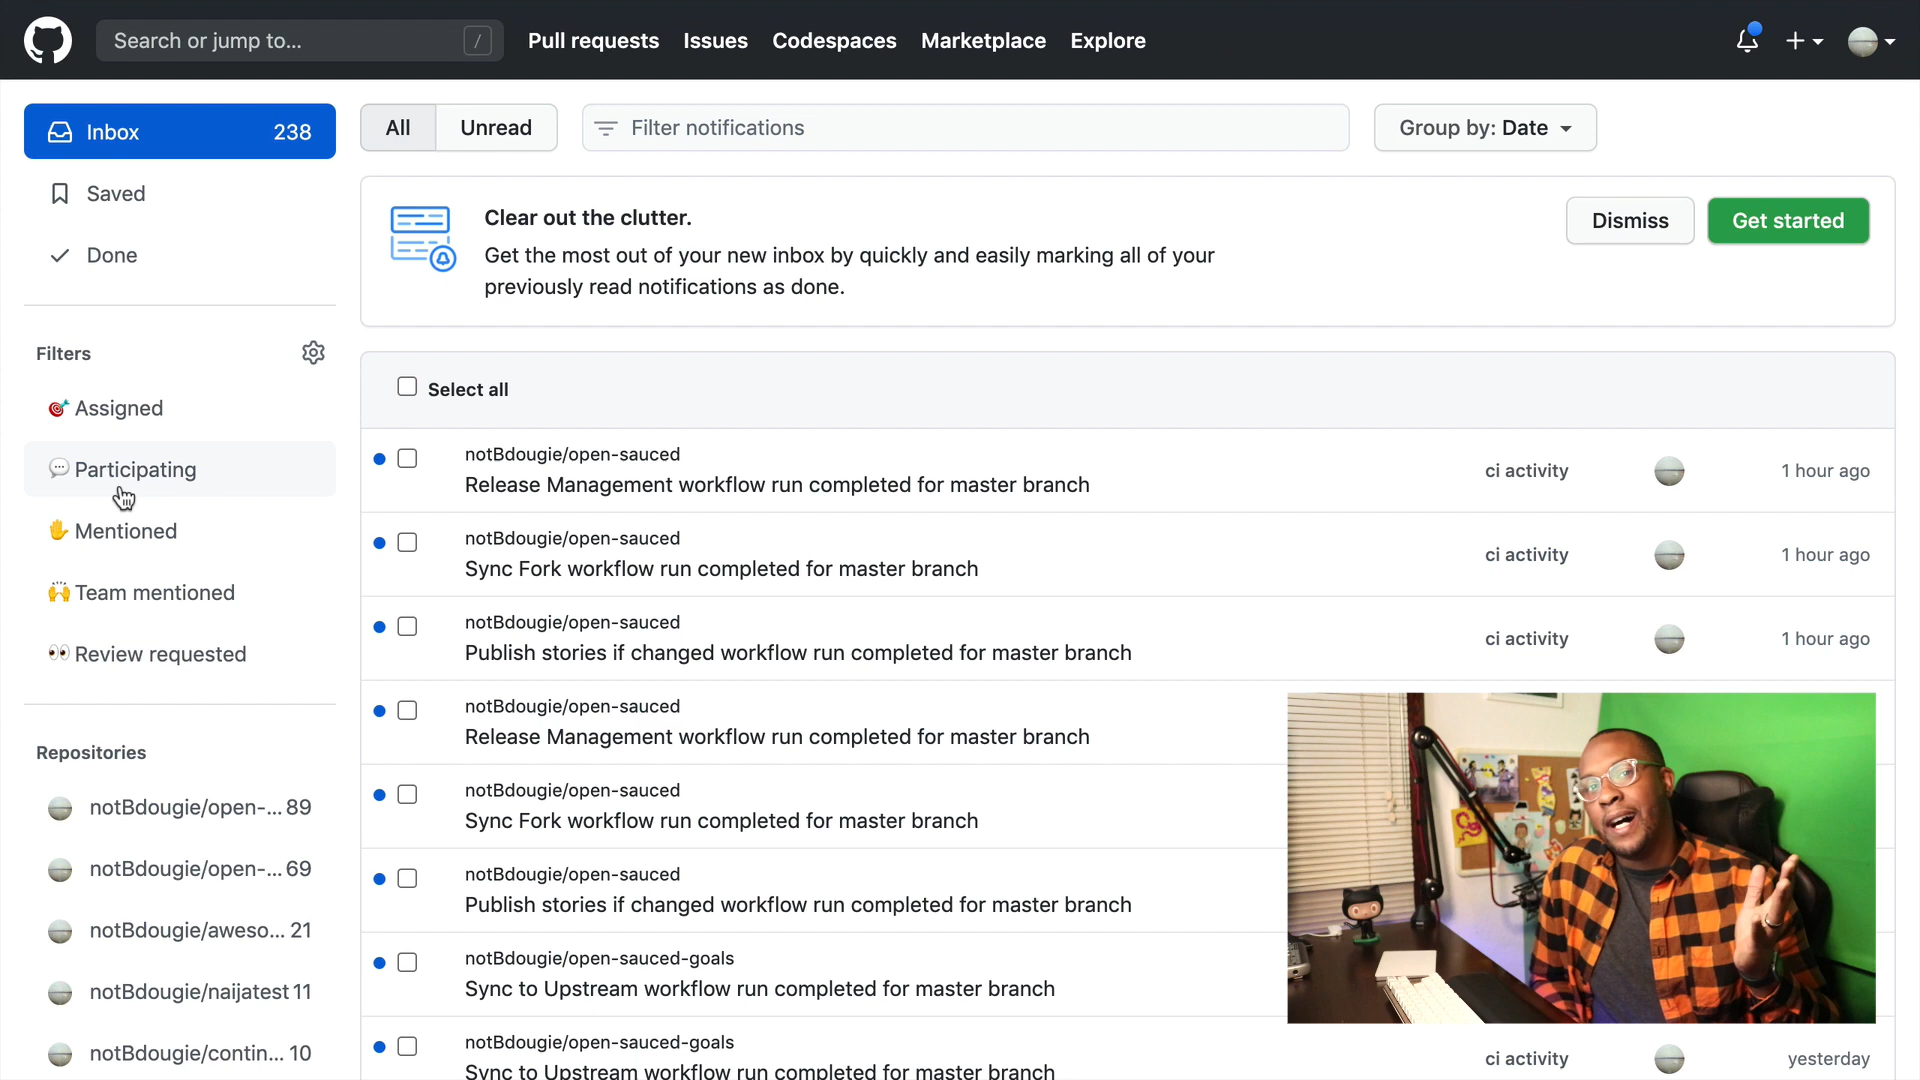 Search or jump to... /
Pull requests
Issues
Codespaces
Marketplace
Explore
Inbox 238
Saved
Done
Filters
Assigned
Participating
Mentioned
Team mentioned
Review requested
Repositories
notBdougie/open-... 89
notBdougie/open-... 69
notBdougie/aweso... 21
notBdougie/naijatest 11
notBdougie/contin... 10
All
Unread
Filter notifications
Group by: Date
Clear out the clutter.
Get the most out of your new inbox by quickly and easily marking all of your
previously read notifications as done.
Dismiss
Get started
Select all
notBdougie/open-sauced
Release Management workflow run completed for master branch
ci activity
1 hour ago
notBdougie/open-sauced
Sync Fork workflow run completed for master branch
ci activity
1 hour ago
notBdougie/open-sauced
Publish stories if changed workflow run completed for master branch
ci activity
1 hour ago
notBdougie/open-sauced
Release Management workflow run completed for master branch
notBdougie/open-sauced
Sync Fork workflow run completed for master branch
notBdougie/open-sauced
Publish stories if changed workflow run completed for master branch
notBdougie/open-sauced-goals
Sync to Upstream workflow run completed for master branch
notBdougie/open-sauced-goals
Sync to Upstream workflow run completed for master branch
ci activity
yesterday